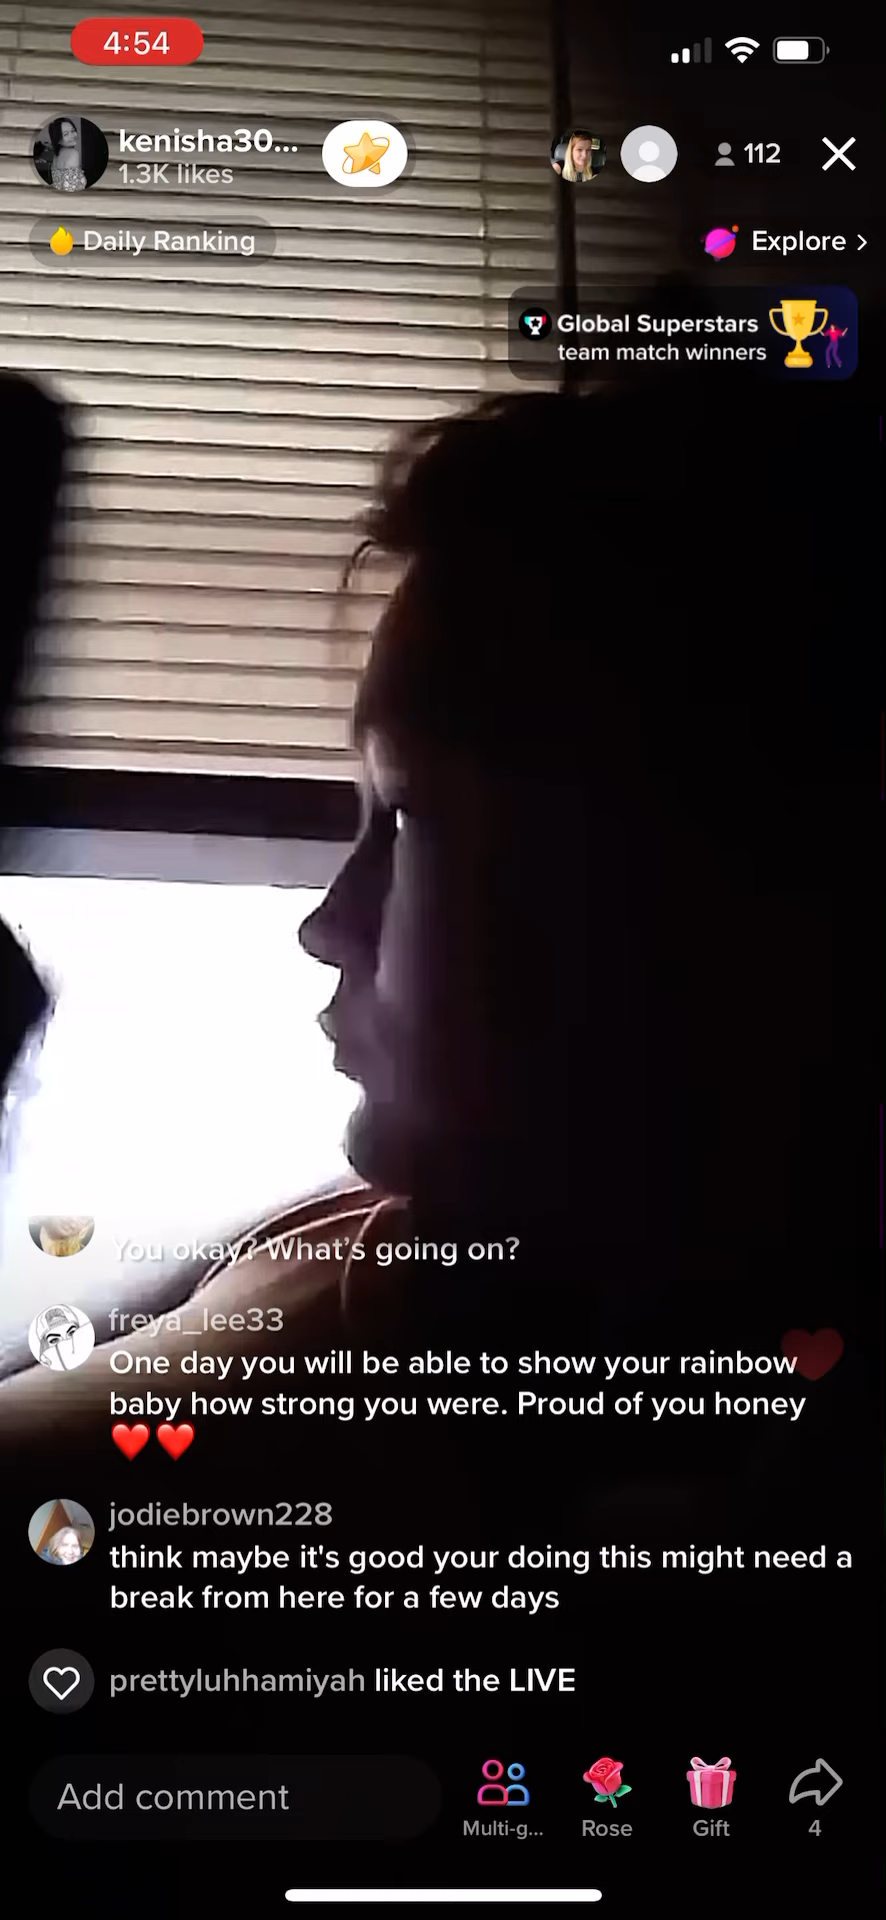 4:54
kenisha30...
1.3K likes
112
Daily Ranking
Explore >
Global Superstars
team match winners
You okay? What's going on?
freya_lee33
One day you will be able to show your rainbow
baby how strong you were. Proud of you honey
❤️❤️
jodiebrown228
think maybe it's good your doing this might need a
break from here for a few days
prettyluhhamiyah liked the LIVE
Add comment
Multi-g...
Rose
Gift
4